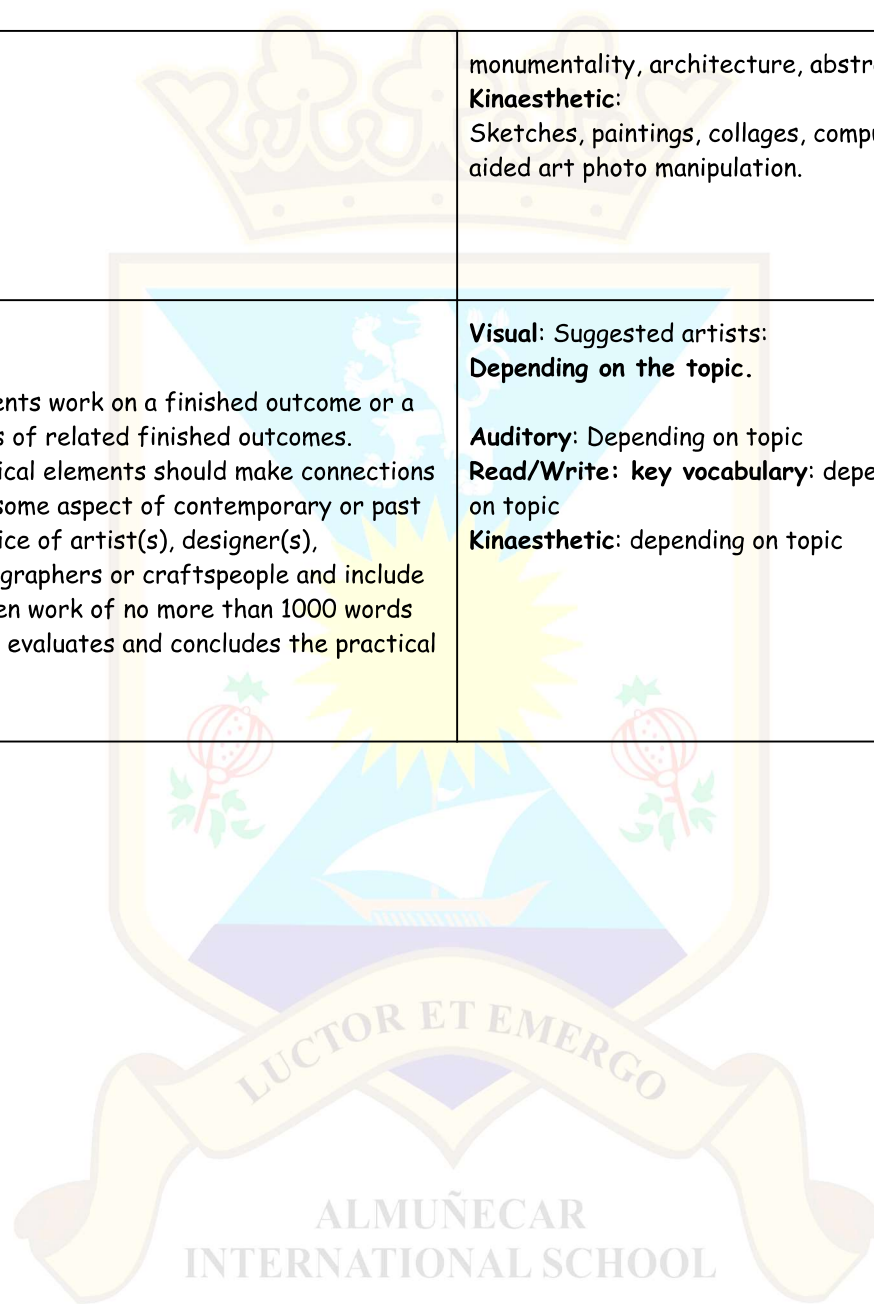 monumentality, architecture, abstr
Kinaesthetic:
Sketches, paintings, collages, compu
aided art photo manipulation.
ents work on a finished outcome or a
s of related finished outcomes.
ical elements should make connections
some aspect of contemporary or past
ice of artist(s), designer(s),
graphers or craftspeople and include
en work of no more than 1000 words
evaluates and concludes the practical
Visual: Suggested artists:
Depending on the topic.
Auditory: Depending on topic
Read/Write: key vocabulary: depe
on topic
Kinaesthetic: depending on topic
LUCTOR ET EMERGO
ALMUÑECAR
INTERNATIONAL SCHOOL